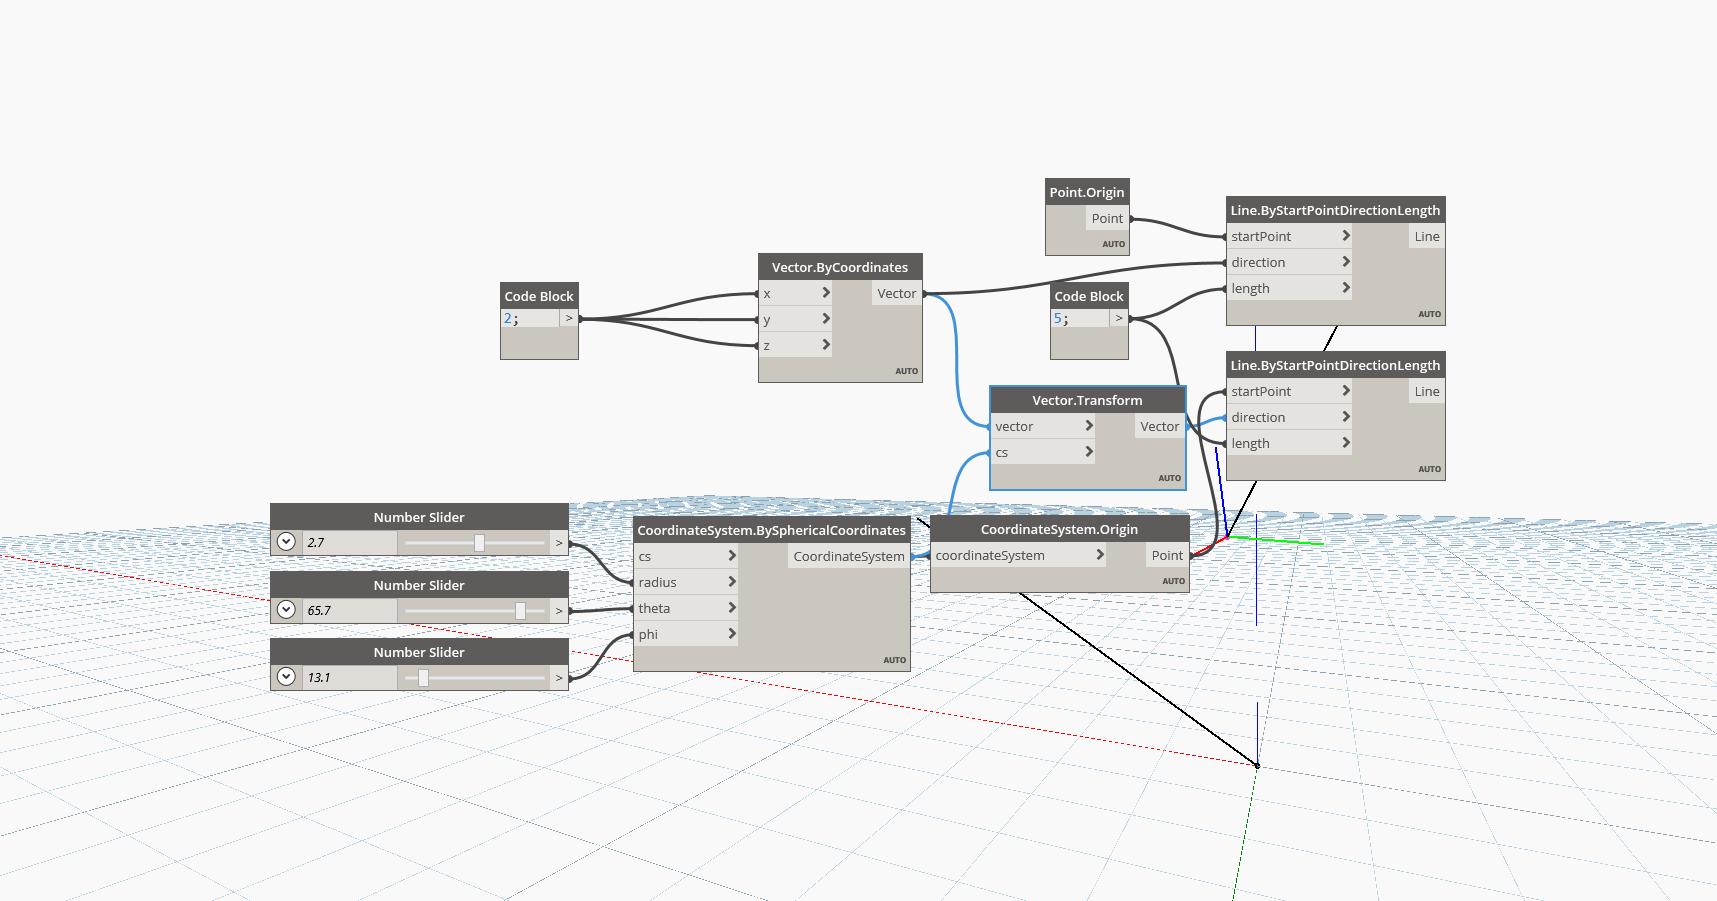 Point.Origin
Point
AUTO
Line.ByStartPointDirectionLength
startPoint
Line
direction
length
AUTO
Vector.ByCoordinates
x
Vector
y
z
AUTO
Code Block
2;
>
Code Block
5;
>
Line.ByStartPointDirectionLength
startPoint
Line
direction
length
AUTO
Vector.Transform
vector
Vector
cs
AUTO
Number Slider
2.7
>
Number Slider
65.7
>
Number Slider
13.1
>
CoordinateSystem.BySphericalCoordinates
cs
CoordinateSystem
radius
theta
phi
AUTO
CoordinateSystem.Origin
coordinateSystem
Point
AUTO